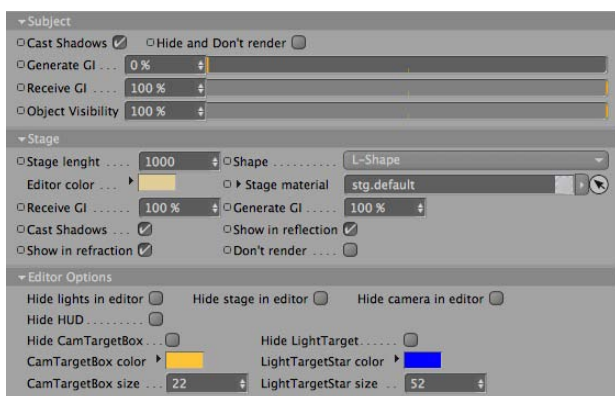 Subject
Cast Shadows Hide and Don't render
Generate GI .... 0 %
Receive GI ..... 100 %
Object Visibility 100 %
Stage
Stage lenght .... 1000 Shape .......... L-Shape
Editor color ... Stage material stg.default
Receive GI ...... 100 % Generate GI .... 100 %
Cast Shadows ... Show in reflection
Show in refraction Don't render ....
Editor Options
Hide lights in editor Hide stage in editor Hide camera in editor
Hide HUD.........
Hide CamTargetBox ... Hide LightTarget......
CamTargetBox color LightTargetStar color
CamTargetBox size ... 22 LightTargetStar size .. 52